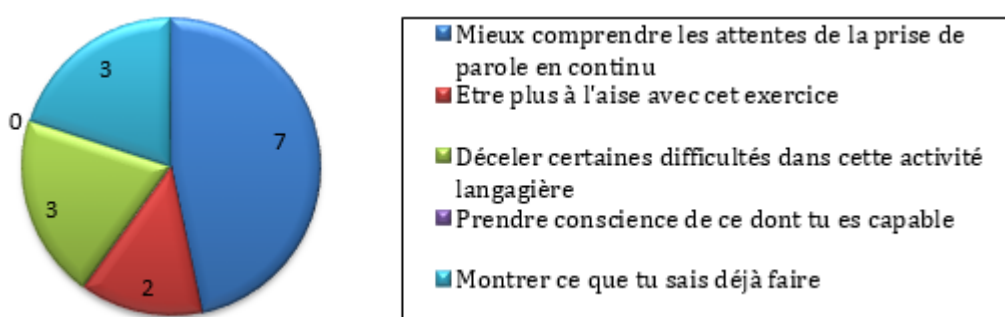 3
7
0
3
2
Mieux comprendre les attentes de la prise de
parole en continu
Etre plus à l'aise avec cet exercice
Déceler certaines difficultés dans cette activité
langagière
Prendre conscience de ce dont tu es capable
Montrer ce que tu sais déjà faire